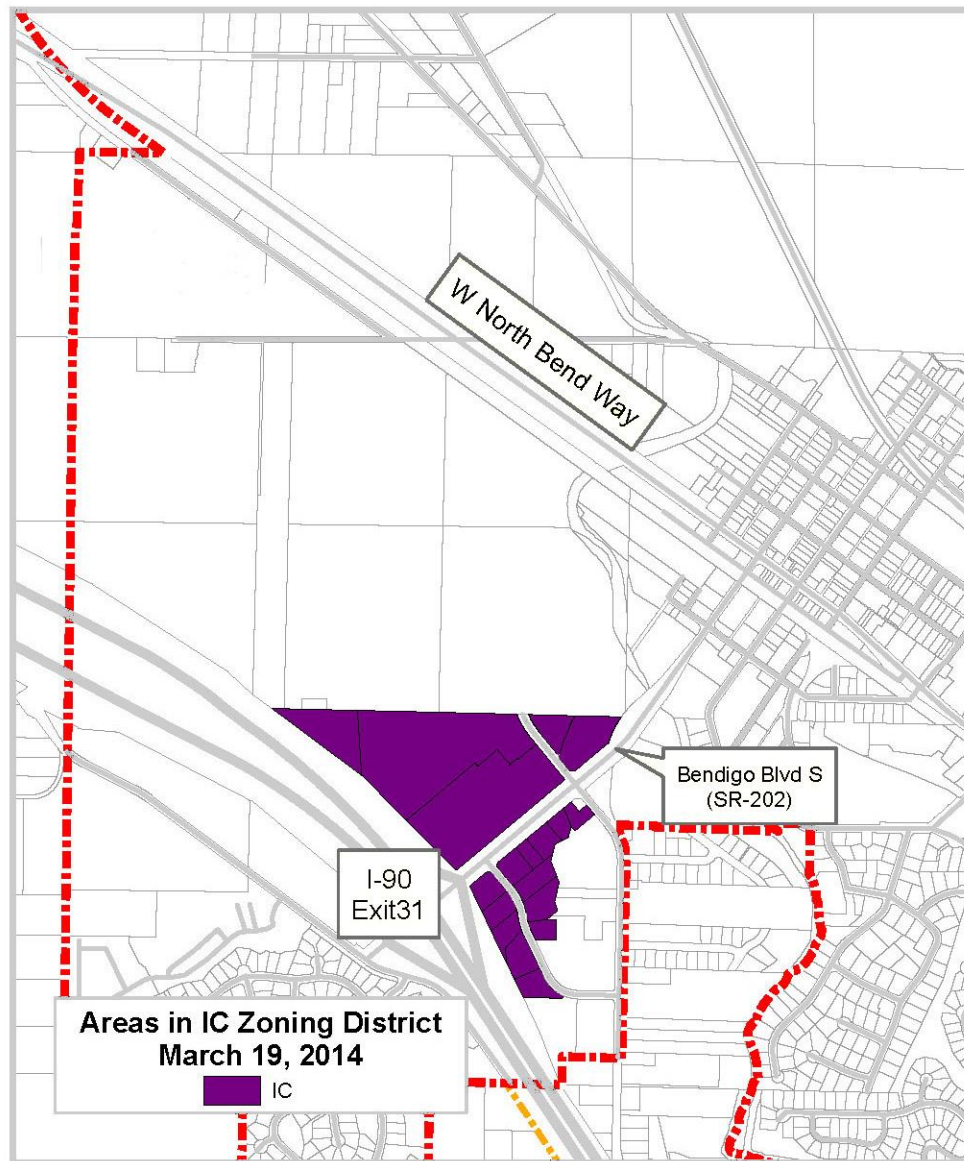 W North Bend Way
Bendigo Blvd S
(SR-202)
I-90
Exit31
Areas in IC Zoning District
March 19, 2014
IC